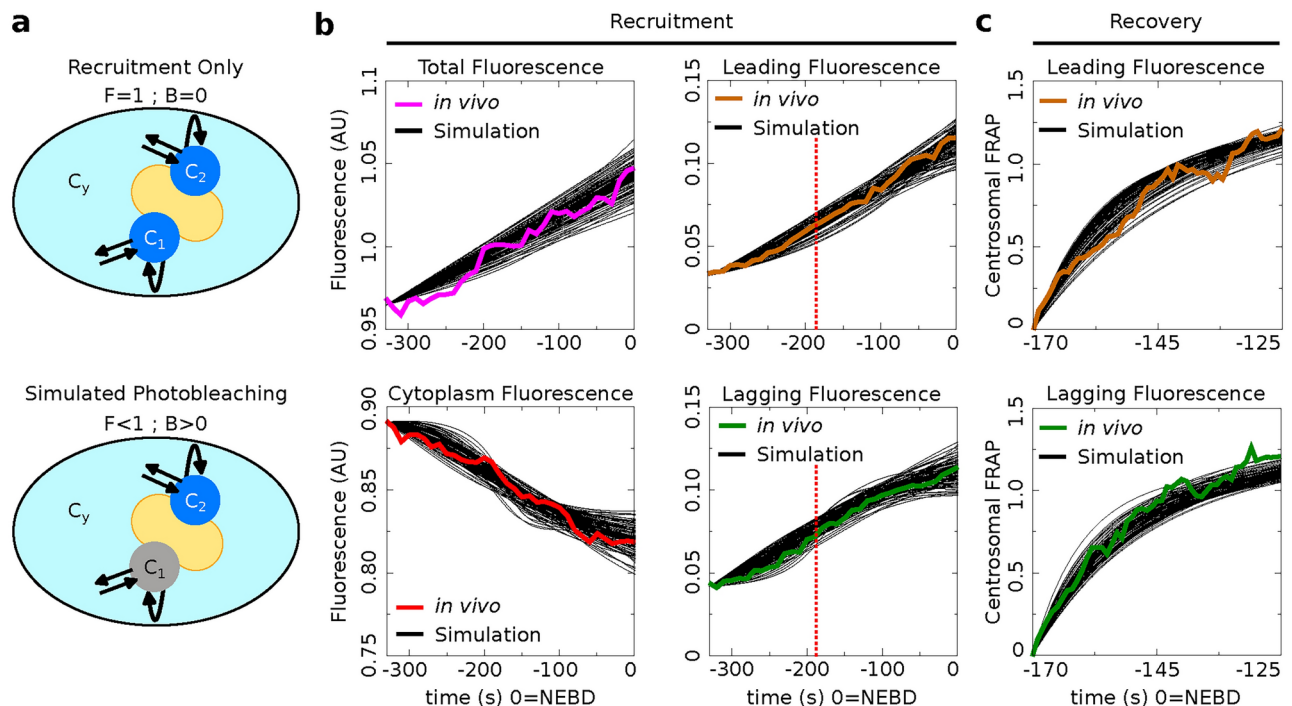 a
Recruitment Only
F=1 ; B=0
Cy
C2
C1
Simulated Photobleaching
F<1 ; B>0
Cy
C2
C1
b
Recruitment
Total Fluorescence
in vivo
Simulation
Fluorescence (AU)
1.1
1.05
1.0
0.95
-300 -200 -100 0
Leading Fluorescence
in vivo
Simulation
0.15
0.10
0.05
0
-300 -200 -100 0
Cytoplasm Fluorescence
Fluorescence (AU)
0.90
0.85
0.80
0.75
in vivo
Simulation
-300 -200 -100 0
time (s) 0=NEBD
Lagging Fluorescence
in vivo
Simulation
0.15
0.10
0.05
0
-300 -200 -100 0
time (s) 0=NEBD
c
Recovery
Leading Fluorescence
in vivo
Simulation
Centrosomal FRAP
1.5
1.0
0.5
0
-170 -145 -125
Lagging Fluorescence
in vivo
Simulation
Centrosomal FRAP
1.5
1.0
0.5
0
-170 -145 -125
time (s) 0=NEBD